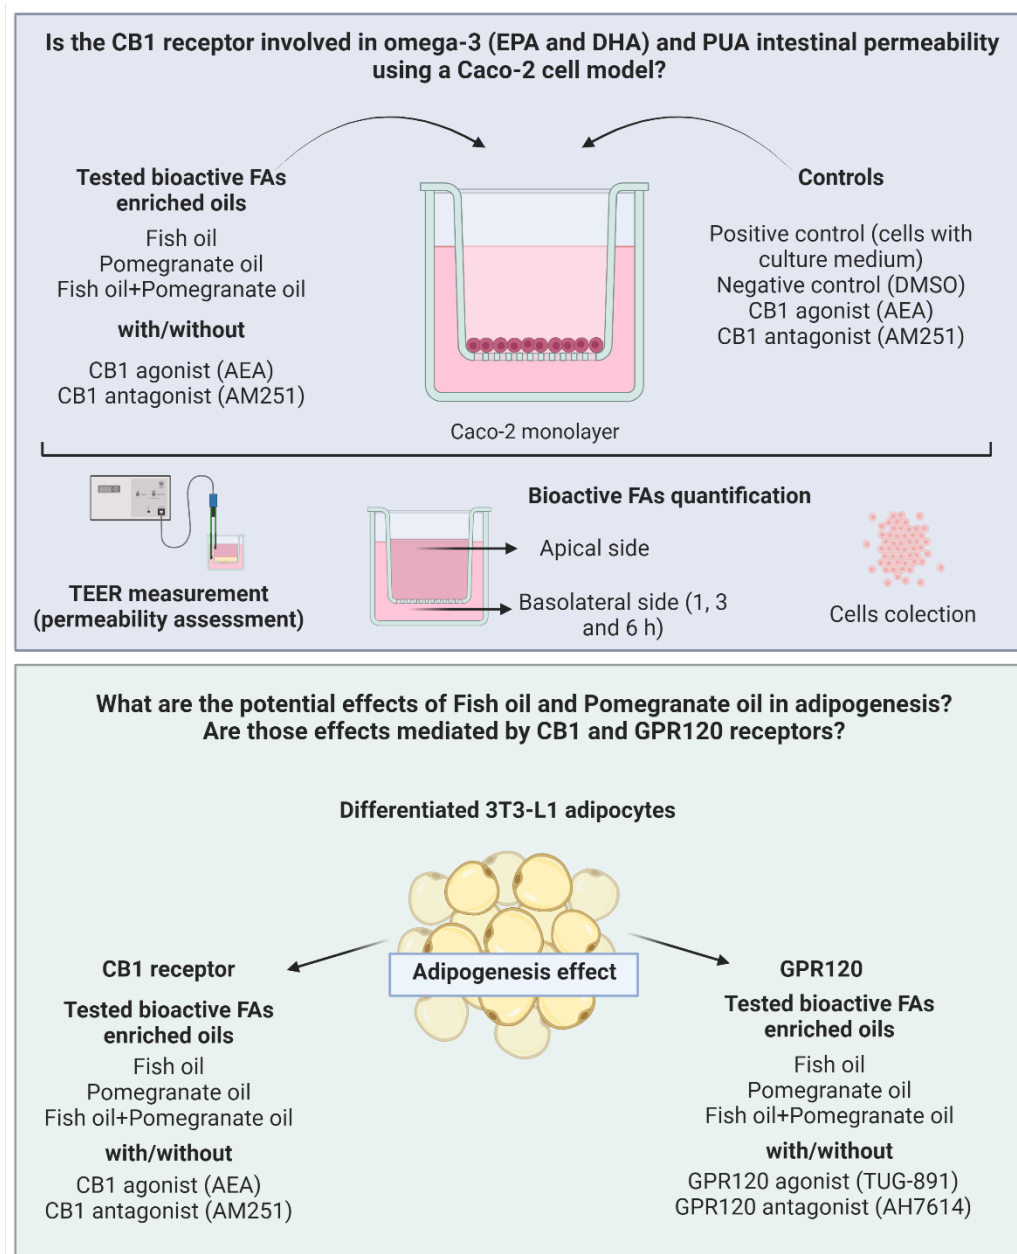 Is the CB1 receptor involved in omega-3 (EPA and DHA) and PUA intestinal permeability
using a Caco-2 cell model?
Tested bioactive FAs
enriched oils
Fish oil
Pomegranate oil
Fish oil+Pomegranate oil
with/without
CB1 agonist (AEA)
CB1 antagonist (AM251)
Controls
Positive control (cells with
culture medium)
Negative control (DMSO)
CB1 agonist (AEA)
CB1 antagonist (AM251)
Caco-2 monolayer
TEER measurement
(permeability assessment)
Bioactive FAs quantification
Apical side
Basolateral side (1, 3
and 6 h)
Cells colection
What are the potential effects of Fish oil and Pomegranate oil in adipogenesis?
Are those effects mediated by CB1 and GPR120 receptors?
Differentiated 3T3-L1 adipocytes
Adipogenesis effect
CB1 receptor
Tested bioactive FAs
enriched oils
Fish oil
Pomegranate oil
Fish oil+Pomegranate oil
with/without
CB1 agonist (AEA)
CB1 antagonist (AM251)
GPR120
Tested bioactive FAs
enriched oils
Fish oil
Pomegranate oil
Fish oil+Pomegranate oil
with/without
GPR120 agonist (TUG-891)
GPR120 antagonist (AH7614)